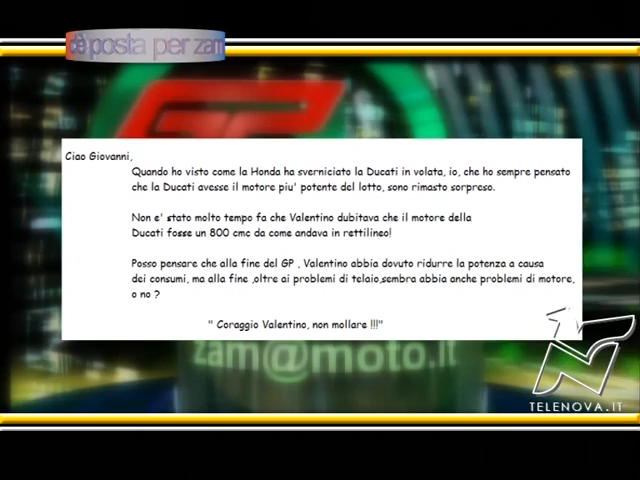 c'è posta per zam
Ciao Giovanni,
Quando ho visto come la Honda ha sverniciato la Ducati in volata, io, che ho sempre pensato
che la Ducati avesse il motore piu' potente del lotto, sono rimasto sorpreso.
Non e' stato molto tempo fa che Valentino dubitava che il motore della
Ducati fosse un 800 cmc da come andava in rettilineo!
Posso pensare che alla fine del GP , Valentino abbia dovuto ridurre la potenza a causa
dei consumi, ma alla fine ,oltre ai problemi di telaio,sembra abbia anche problemi di motore,
o no ?
" Coraggio Valentino, non mollare !!!"
zam@moto.it
TELENOVA.IT